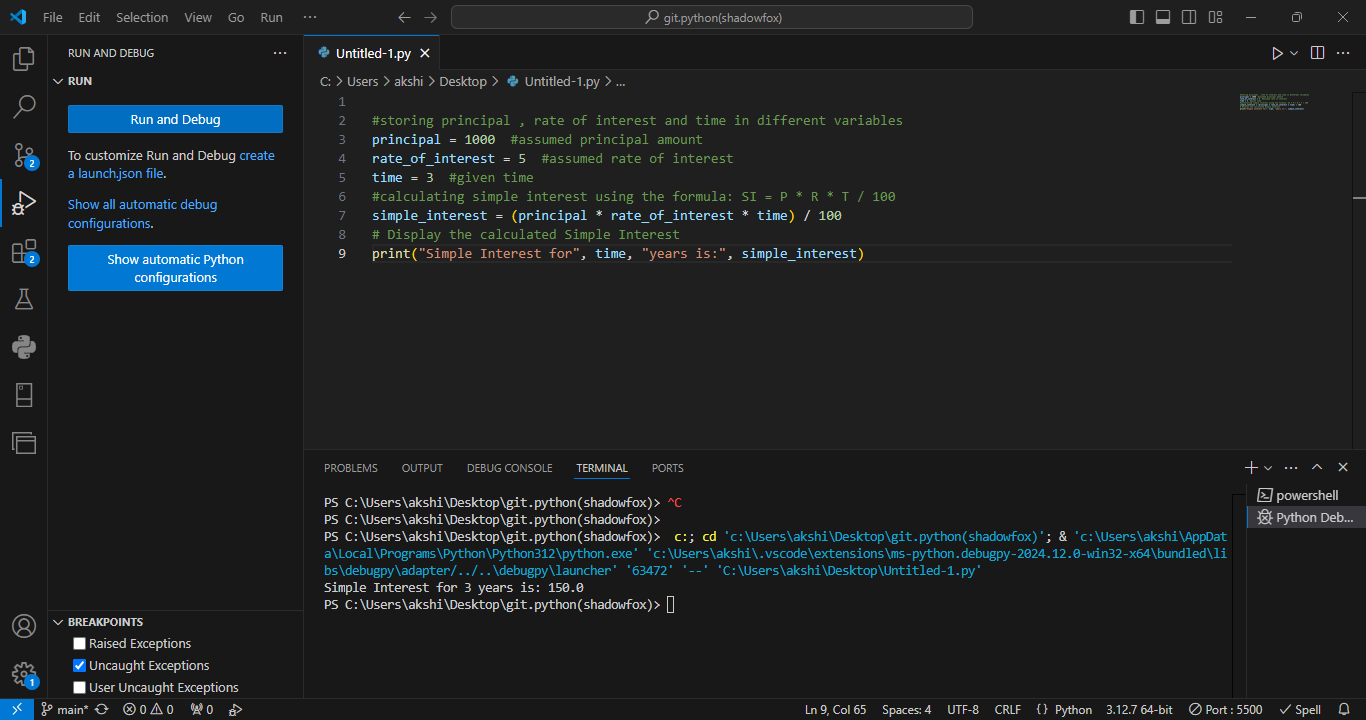 File Edit Selection View Go Run ··· git.python(shadowfox)
RUN AND DEBUG ···
RUN
Run and Debug
To customize Run and Debug create
a launch.json file.
Show all automatic debug
configurations.
Show automatic Python
configurations
BREAKPOINTS
Raised Exceptions
Uncaught Exceptions
User Uncaught Exceptions
2
2
1
Untitled-1.py
C: > Users > akshi > Desktop > Untitled-1.py > ...
1
2 #storing principal , rate of interest and time in different variables
3 principal = 1000  #assumed principal amount
4 rate_of_interest = 5  #assumed rate of interest
5 time = 3  #given time
6 #calculating simple interest using the formula: SI = P * R * T / 100
7 simple_interest = (principal * rate_of_interest * time) / 100
8 # Display the calculated Simple Interest
9 print("Simple Interest for", time, "years is:", simple_interest)
PROBLEMS OUTPUT DEBUG CONSOLE TERMINAL PORTS
PS C:\Users\akshi\Desktop\git.python(shadowfox)> ^C
PS C:\Users\akshi\Desktop\git.python(shadowfox)>
PS C:\Users\akshi\Desktop\git.python(shadowfox)>  c:; cd 'c:\Users\akshi\Desktop\git.python(shadowfox)'; & 'c:\Users\akshi\AppDat
a\Local\Programs\Python\Python312\python.exe' 'c:\Users\akshi\.vscode\extensions\ms-python.debugpy-2024.12.0-win32-x64\bundled\li
bs\debugpy\adapter/../..\debugpy\launcher' '63472' '--' 'C:\Users\akshi\Desktop\Untitled-1.py'
Simple Interest for 3 years is: 150.0
PS C:\Users\akshi\Desktop\git.python(shadowfox)>
powershell
Python Deb...
main* 0 0 0 Ln 9, Col 65 Spaces: 4 UTF-8 CRLF {} Python 3.12.7 64-bit Port : 5500 Spell